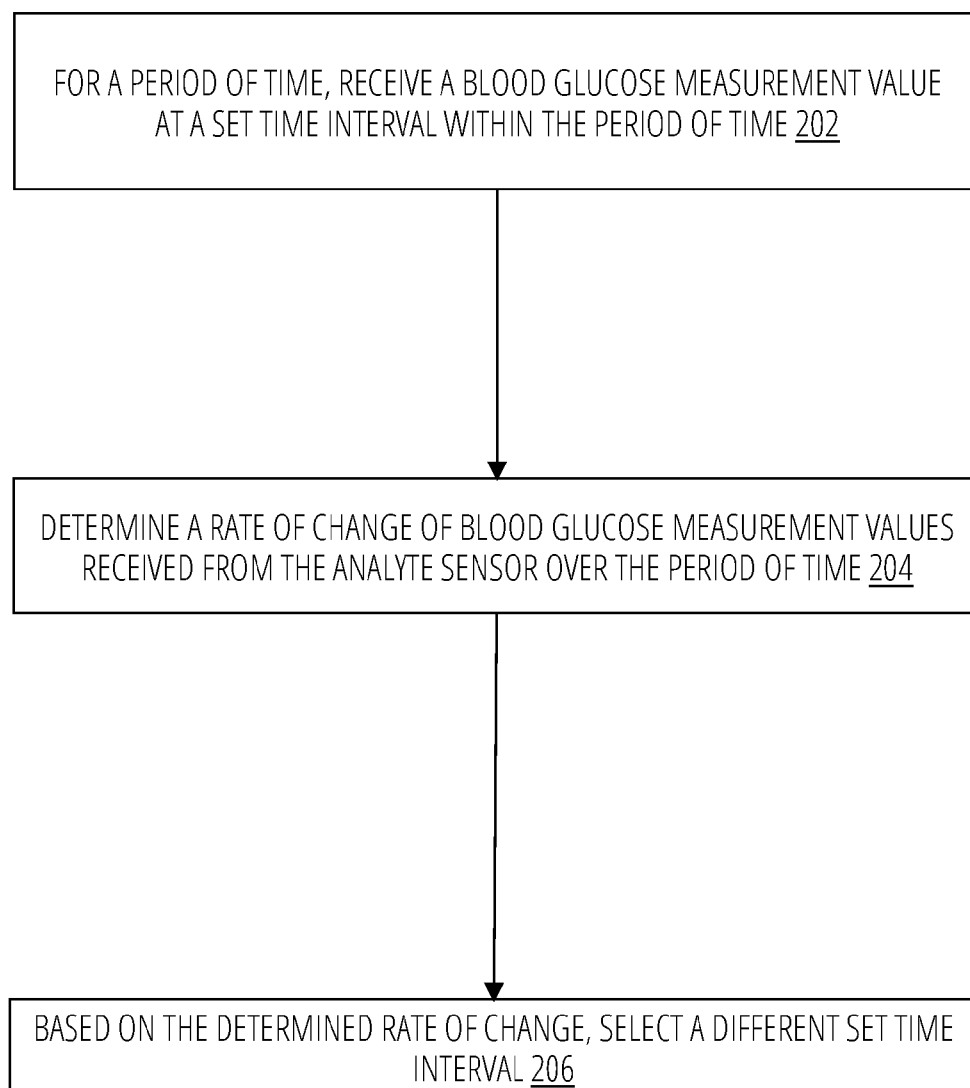 FOR A PERIOD OF TIME, RECEIVE A BLOOD GLUCOSE MEASUREMENT VALUE
AT A SET TIME INTERVAL WITHIN THE PERIOD OF TIME 202
DETERMINE A RATE OF CHANGE OF BLOOD GLUCOSE MEASUREMENT VALUES
RECEIVED FROM THE ANALYTE SENSOR OVER THE PERIOD OF TIME 204
BASED ON THE DETERMINED RATE OF CHANGE, SELECT A DIFFERENT SET TIME
INTERVAL 206